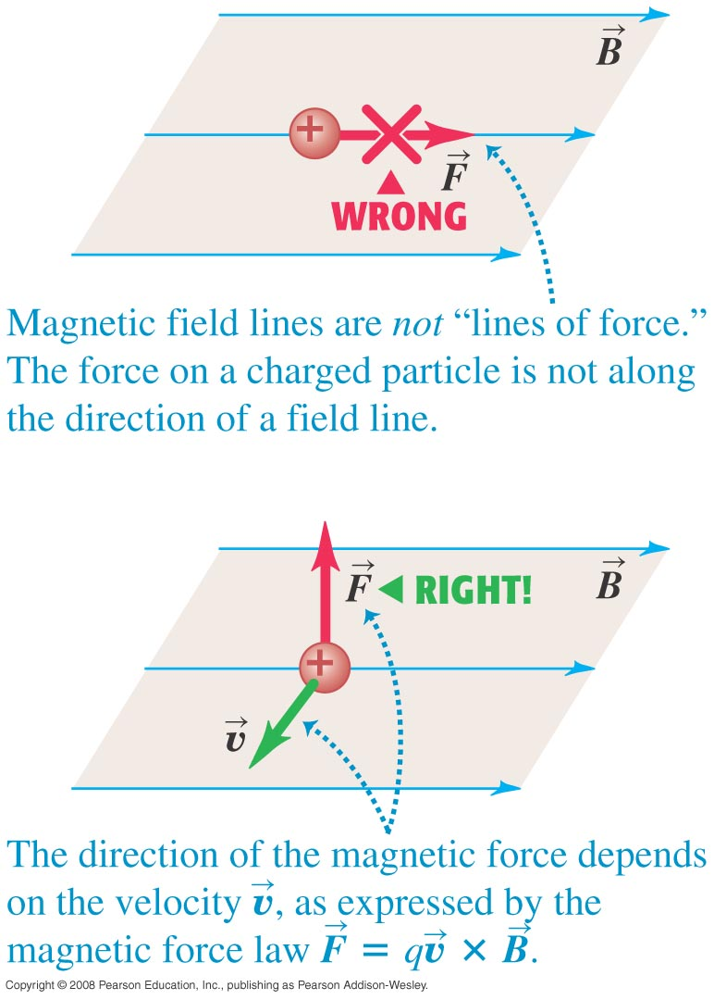 B⃗
+
F⃗
WRONG
Magnetic field lines are not “lines of force.”
The force on a charged particle is not along
the direction of a field line.
F⃗ RIGHT! B⃗
+
v⃗
The direction of the magnetic force depends
on the velocity v⃗, as expressed by the
magnetic force law F⃗ = qv⃗ × B⃗.
Copyright © 2008 Pearson Education, Inc., publishing as Pearson Addison-Wesley.